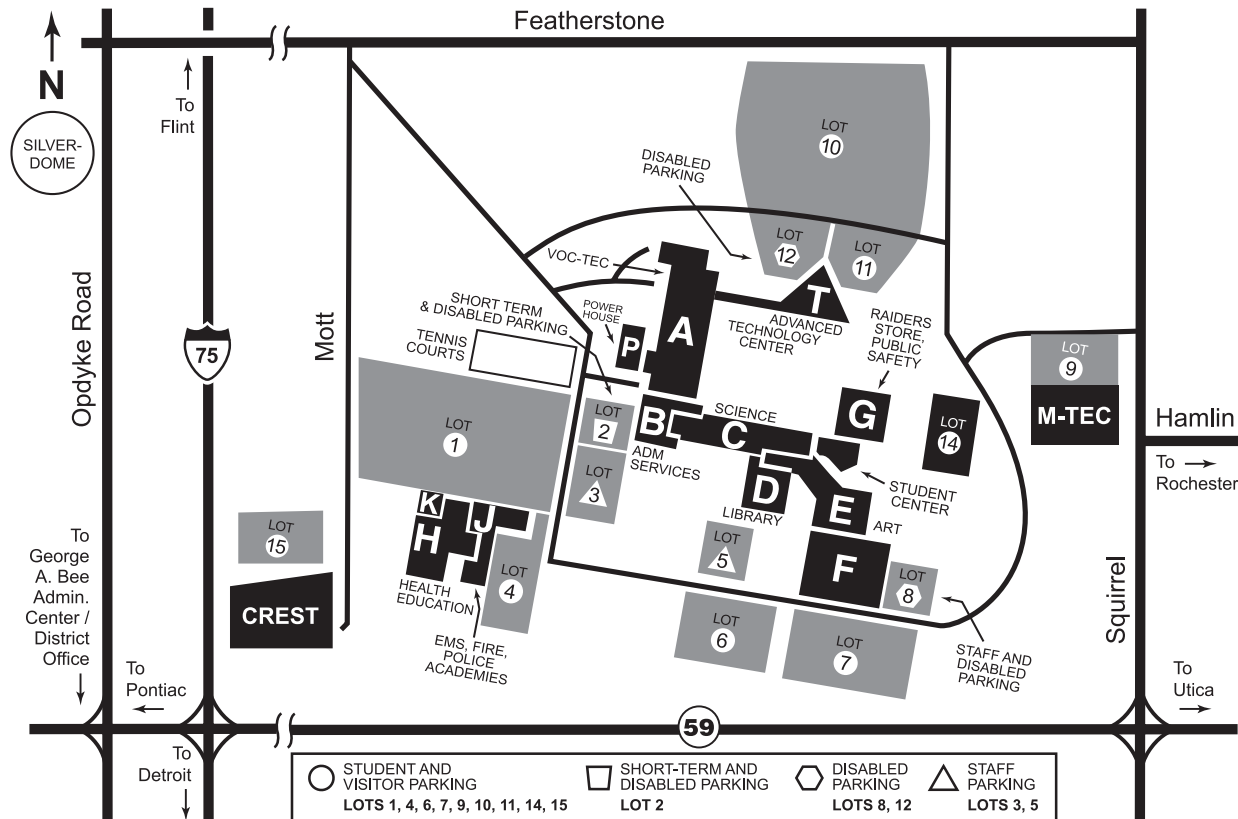 Featherstone
N
SILVER-
DOME
To
Flint
Opdyke Road
75
Mott
LOT
10
DISABLED
PARKING
LOT
12
LOT
11
VOC-TEC
T
SHORT TERM
& DISABLED PARKING
POWER
HOUSE
A
P
ADVANCED
TECHNOLOGY
CENTER
RAIDERS
STORE,
PUBLIC
SAFETY
TENNIS
COURTS
LOT
9
M-TEC
Hamlin
To
Rochester
LOT
1
LOT
2
B
ADM
SERVICES
SCIENCE
C
G
LOT
14
LOT
3
D
LIBRARY
E
ART
STUDENT
CENTER
K
H
J
HEALTH
EDUCATION
LOT
4
EMS, FIRE,
POLICE
ACADEMIES
LOT
5
F
LOT
8
LOT
6
LOT
7
STAFF AND
DISABLED
PARKING
LOT
15
CREST
To
George
A. Bee
Admin.
Center /
District
Office
Squirrel
To
Pontiac
To
Utica
59
To
Detroit
STUDENT AND
VISITOR PARKING
LOTS 1, 4, 6, 7, 9, 10, 11, 14, 15
SHORT-TERM AND
DISABLED PARKING
LOT 2
DISABLED
PARKING
LOTS 8, 12
STAFF
PARKING
LOTS 3, 5